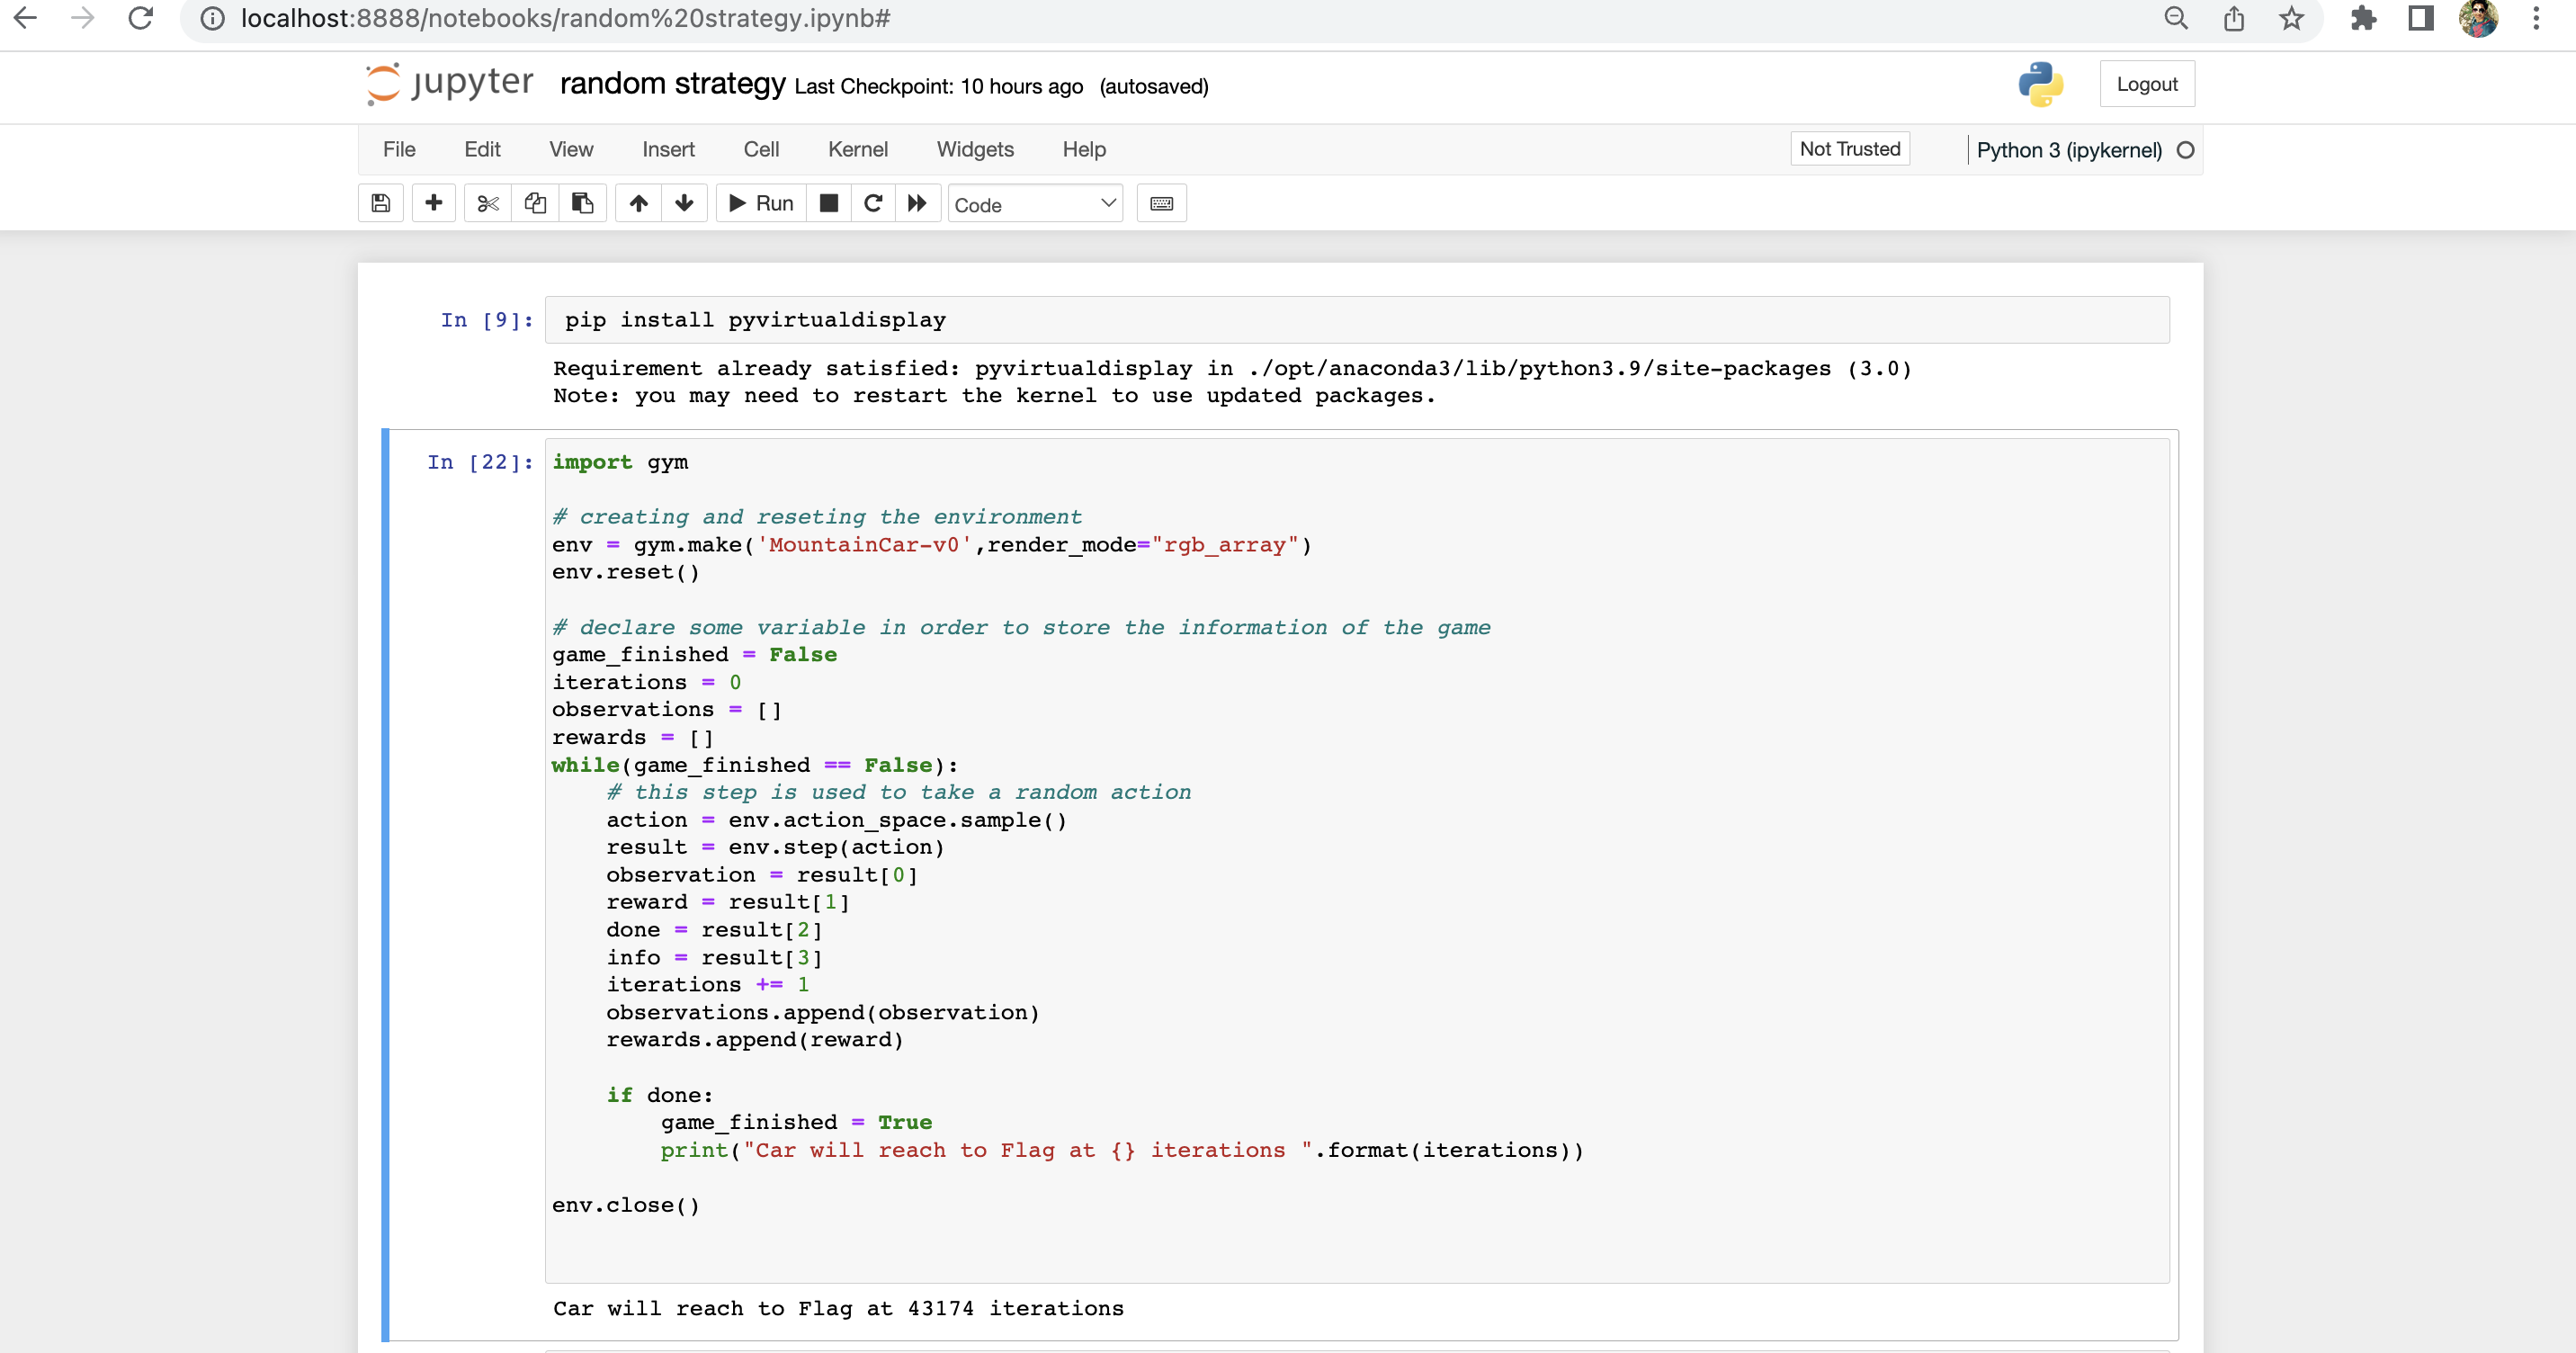 localhost:8888/notebooks/random%20strategy.ipynb#
jupyter random strategy Last Checkpoint: 10 hours ago (autosaved)
Logout
File Edit View Insert Cell Kernel Widgets Help
Not Trusted
Python 3 (ipykernel)
Run
Code
In [9]: pip install pyvirtualdisplay
Requirement already satisfied: pyvirtualdisplay in ./opt/anaconda3/lib/python3.9/site-packages (3.0)
Note: you may need to restart the kernel to use updated packages.
In [22]: import gym
# creating and reseting the environment
env = gym.make('MountainCar-v0',render_mode="rgb_array")
env.reset()
# declare some variable in order to store the information of the game
game_finished = False
iterations = 0
observations = []
rewards = []
while(game_finished == False):
    # this step is used to take a random action
    action = env.action_space.sample()
    result = env.step(action)
    observation = result[0]
    reward = result[1]
    done = result[2]
    info = result[3]
    iterations += 1
    observations.append(observation)
    rewards.append(reward)
    if done:
        game_finished = True
        print("Car will reach to Flag at {} iterations ".format(iterations))
env.close()
Car will reach to Flag at 43174 iterations